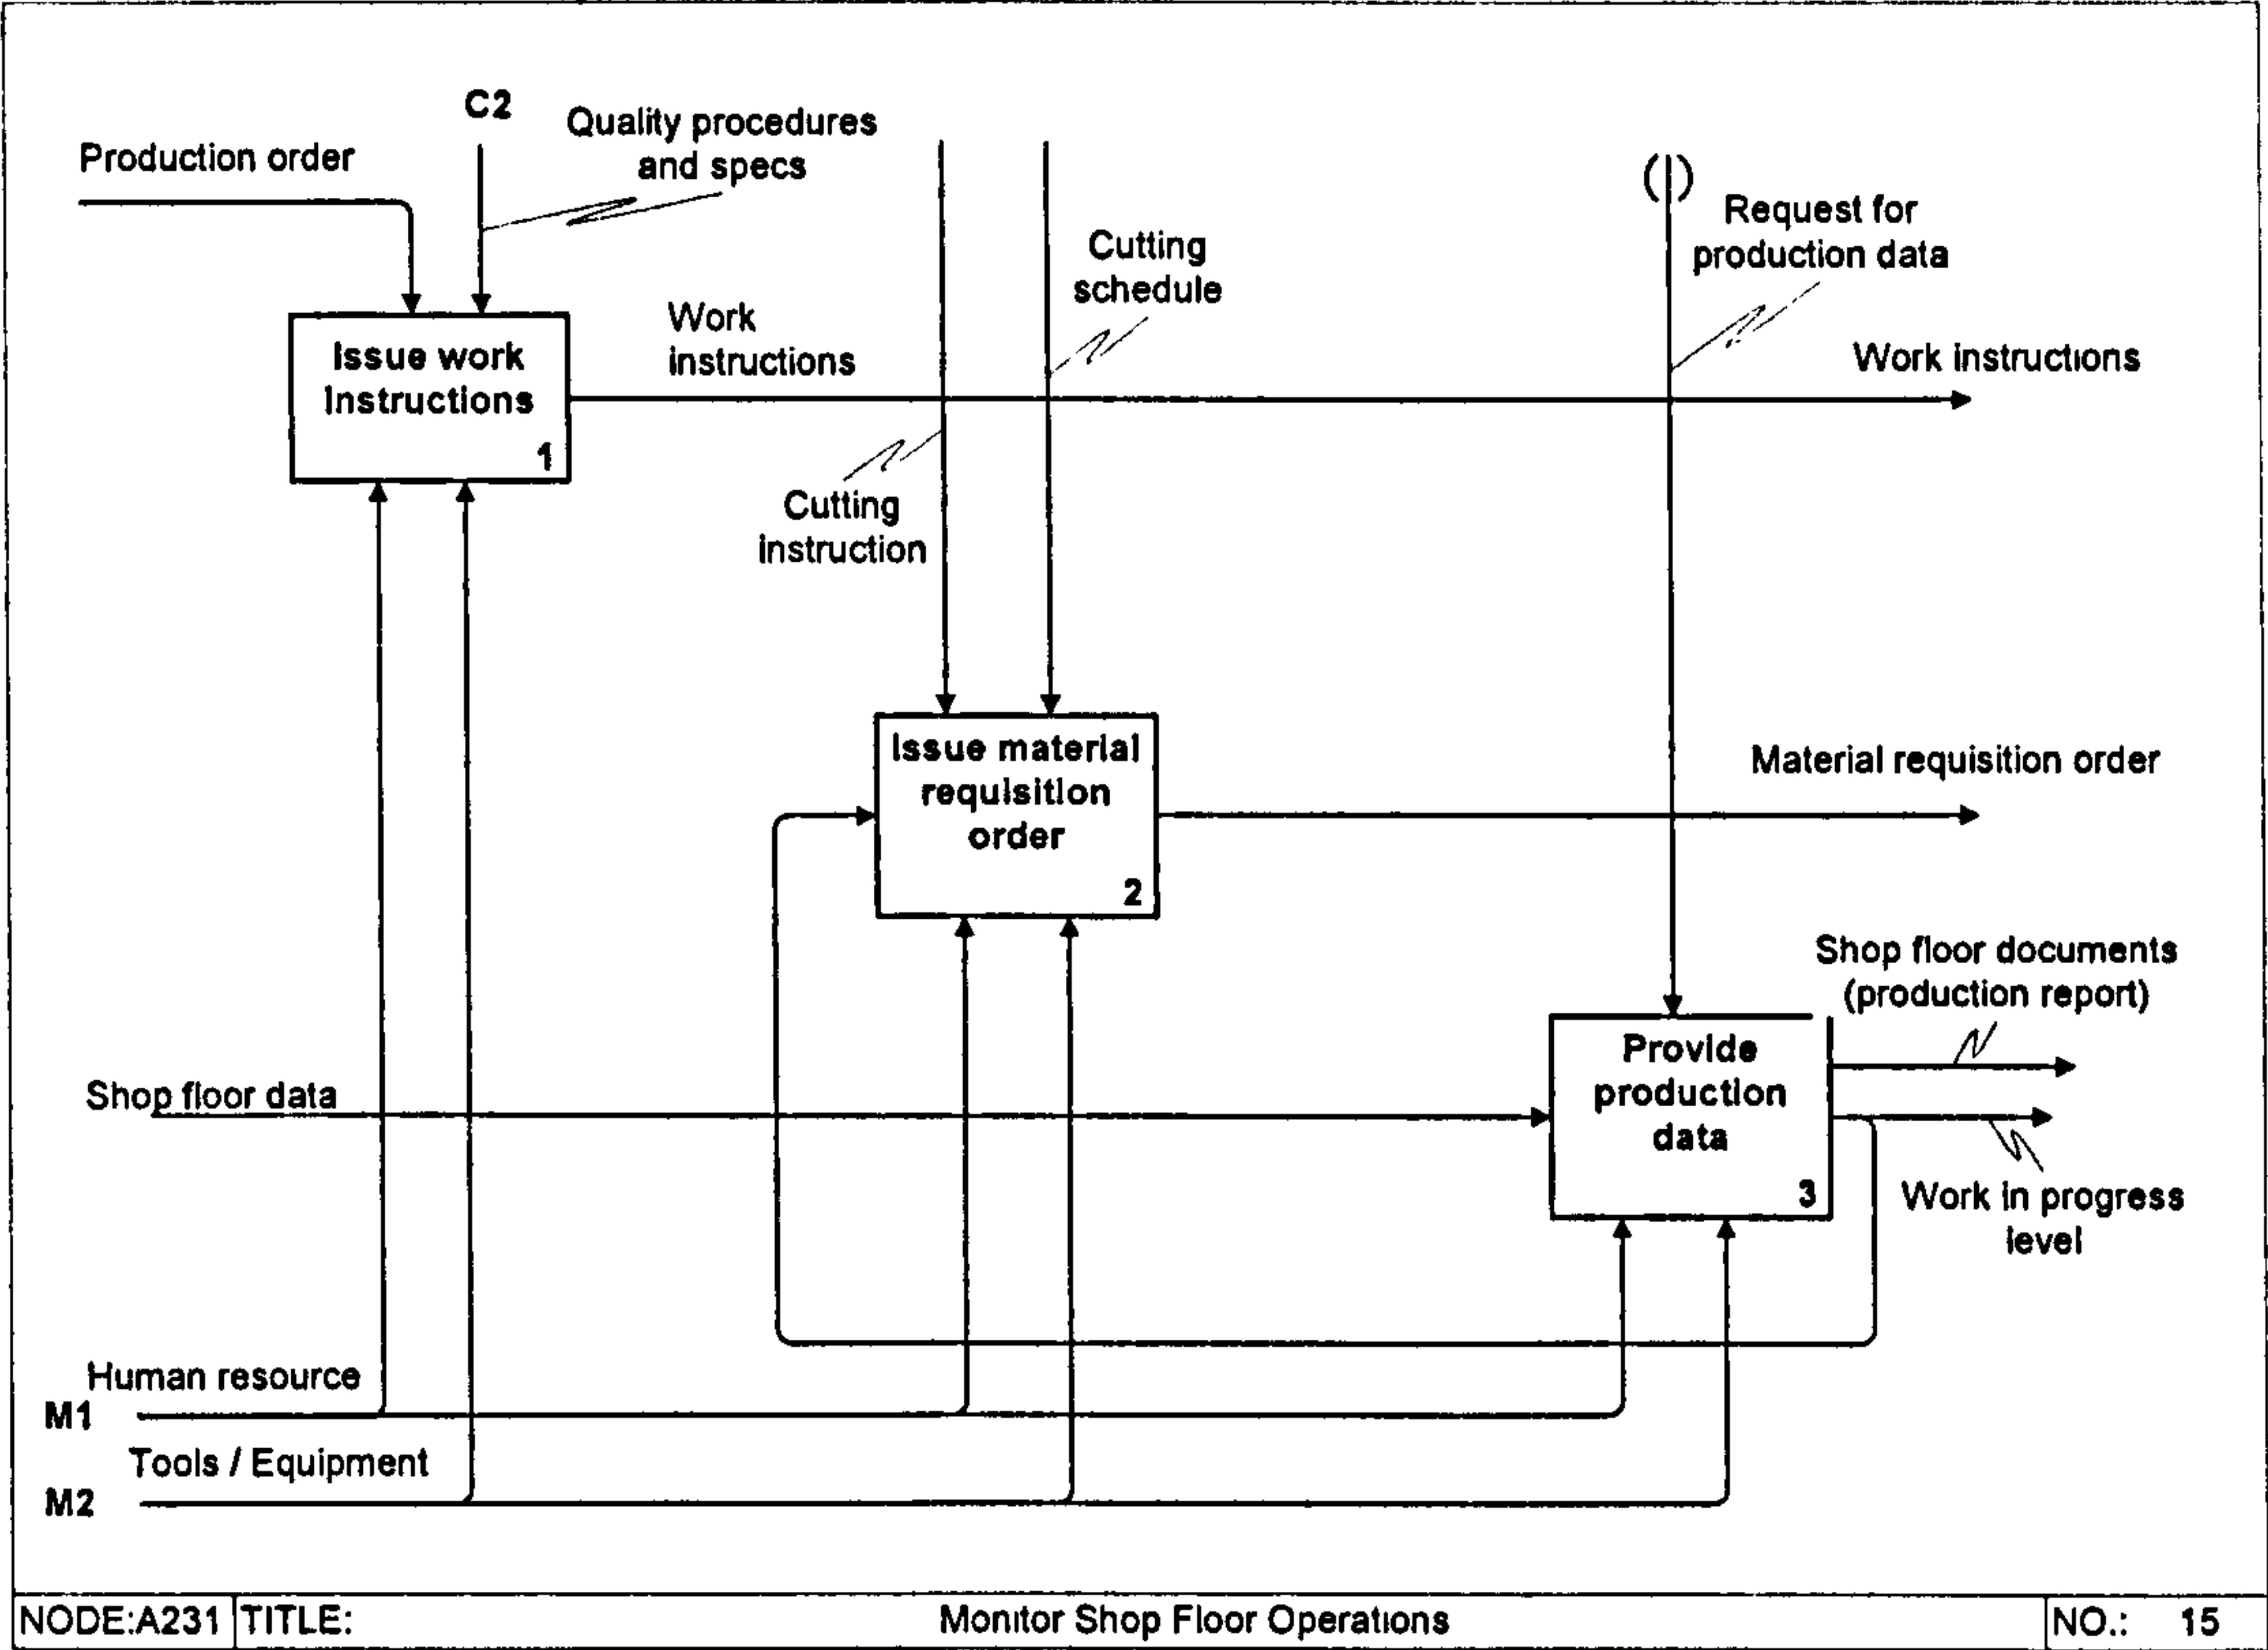 C2
Quality procedures
and specs
Production order
Request for
production data
Cutting
schedule
Work
instructions
Work instructions
Issue work
Instructions
1
Cutting
instruction
Issue material
requisition
order
2
Material requisition order
Shop floor documents
(production report)
Provide
production
data
3
Shop floor data
Work in progress
level
Human resource
M1
Tools / Equipment
M2
NODE:A231 TITLE: Monitor Shop Floor Operations NO.: 15